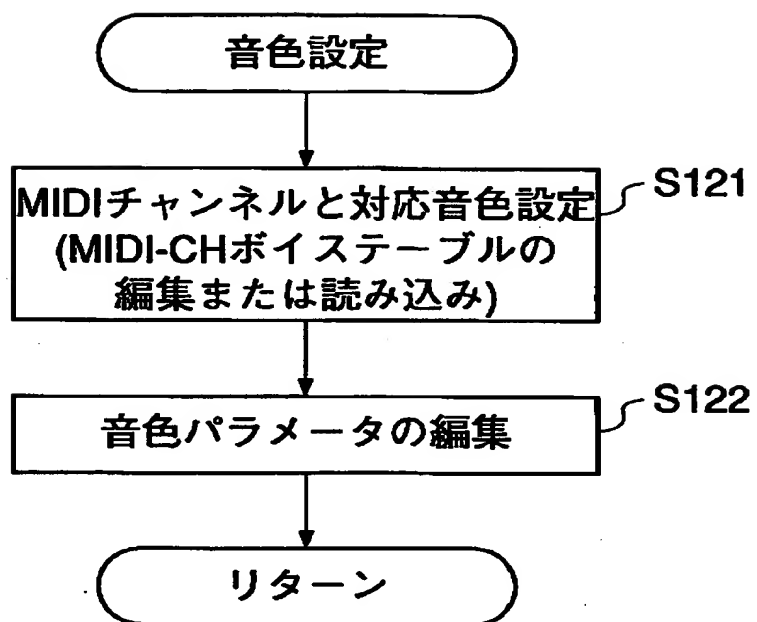 音色設定
MIDIチャンネルと対応音色設定
(MIDI-CHボイステーブルの
編集または読み込み)
S121
音色パラメータの編集
S122
リターン